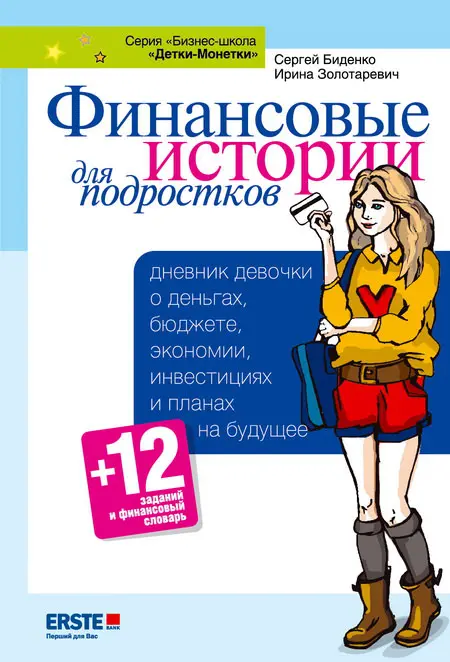 Серия «Бизнес-школа
«Детки-Монетки»
Сергей Биденко
Ирина Золотаревич
Финансовые
истории
для
подростков
дневник девочки
о деньгах,
бюджете,
экономии,
инвестициях
и планах
на будущее
+12
заданий
и финансовый
словарь
ERSTE
BANK
Перший для Вас